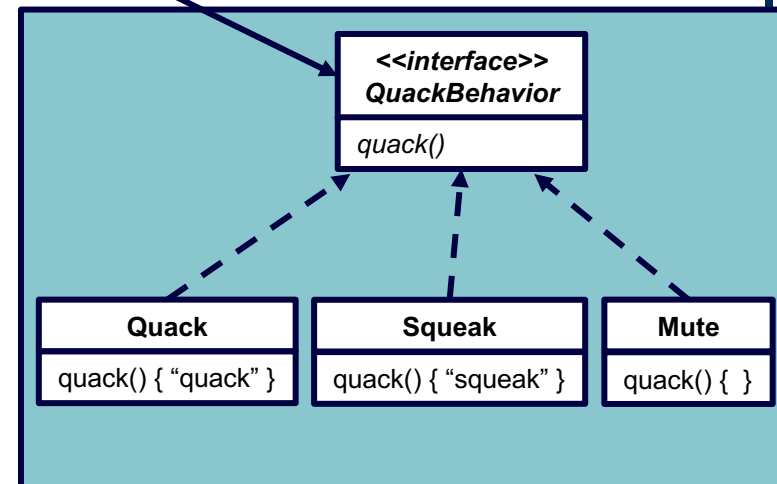 <<interface>>
QuackBehavior
quack()
Quack
Squeak
Mute
quack() { “quack” }
quack() { “squeak” }
quack() {  }